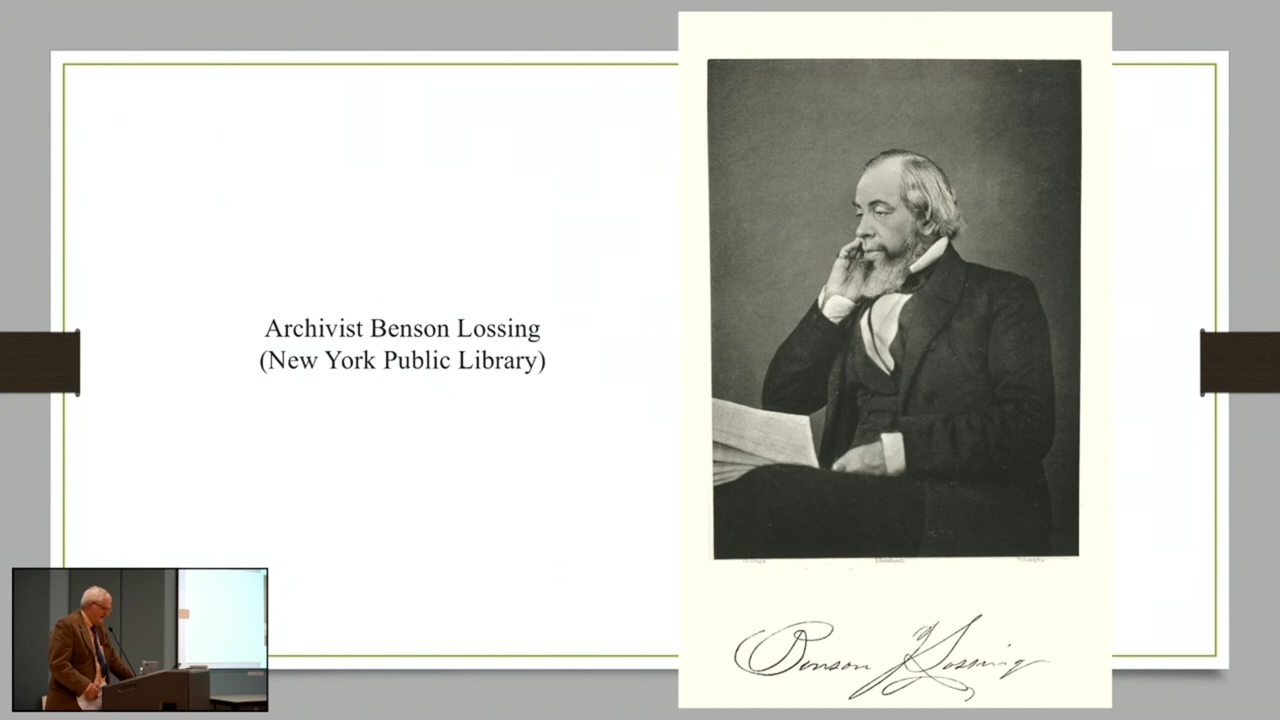 Archivist Benson Lossing
(New York Public Library)
Benson J Lossing